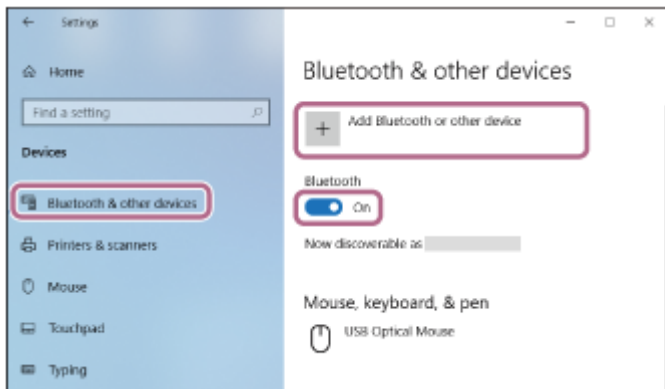 Settings
Home
Find a setting
Devices
Bluetooth & other devices
Printers & scanners
Mouse
Touchpad
Typing
Bluetooth & other devices
Add Bluetooth or other device
Bluetooth
On
Now discoverable as
Mouse, keyboard, & pen
USB Optical Mouse